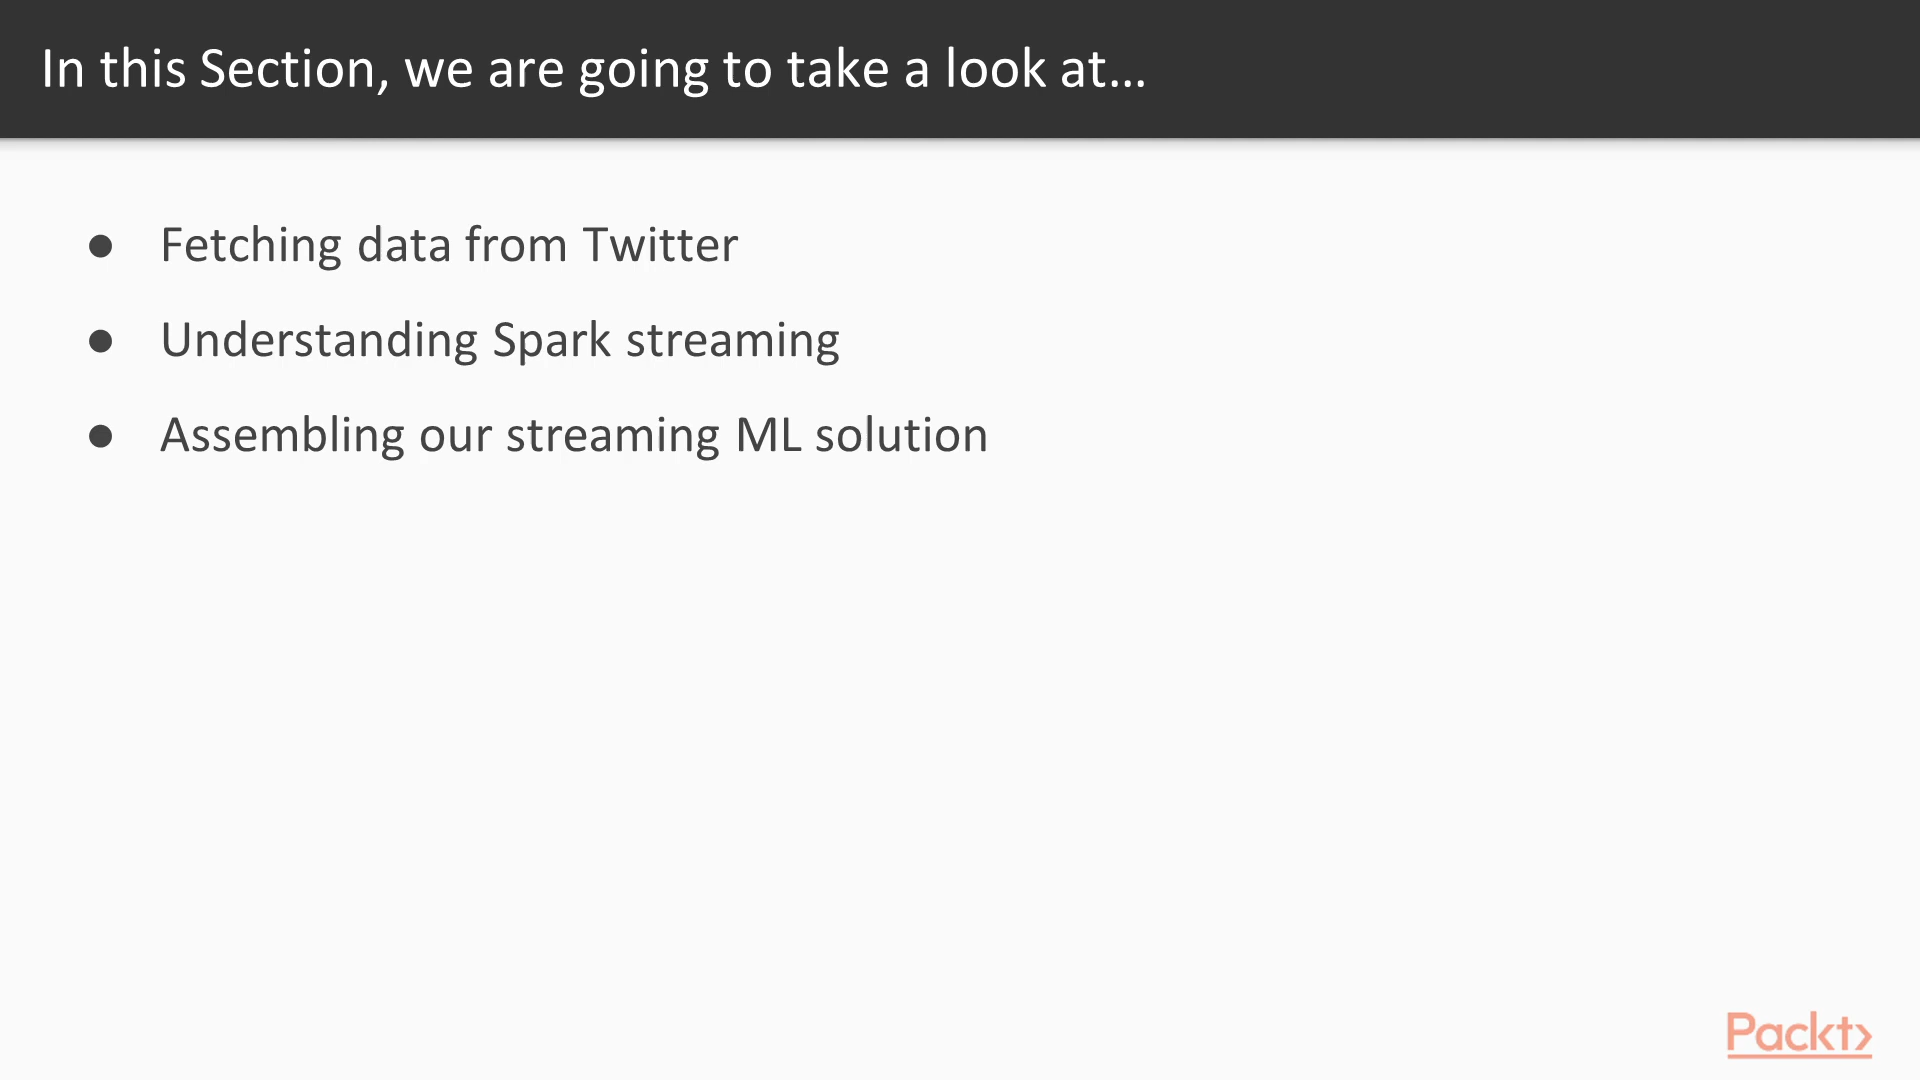 In this Section, we are going to take a look at...
● Fetching data from Twitter
● Understanding Spark streaming
● Assembling our streaming ML solution
Packt>